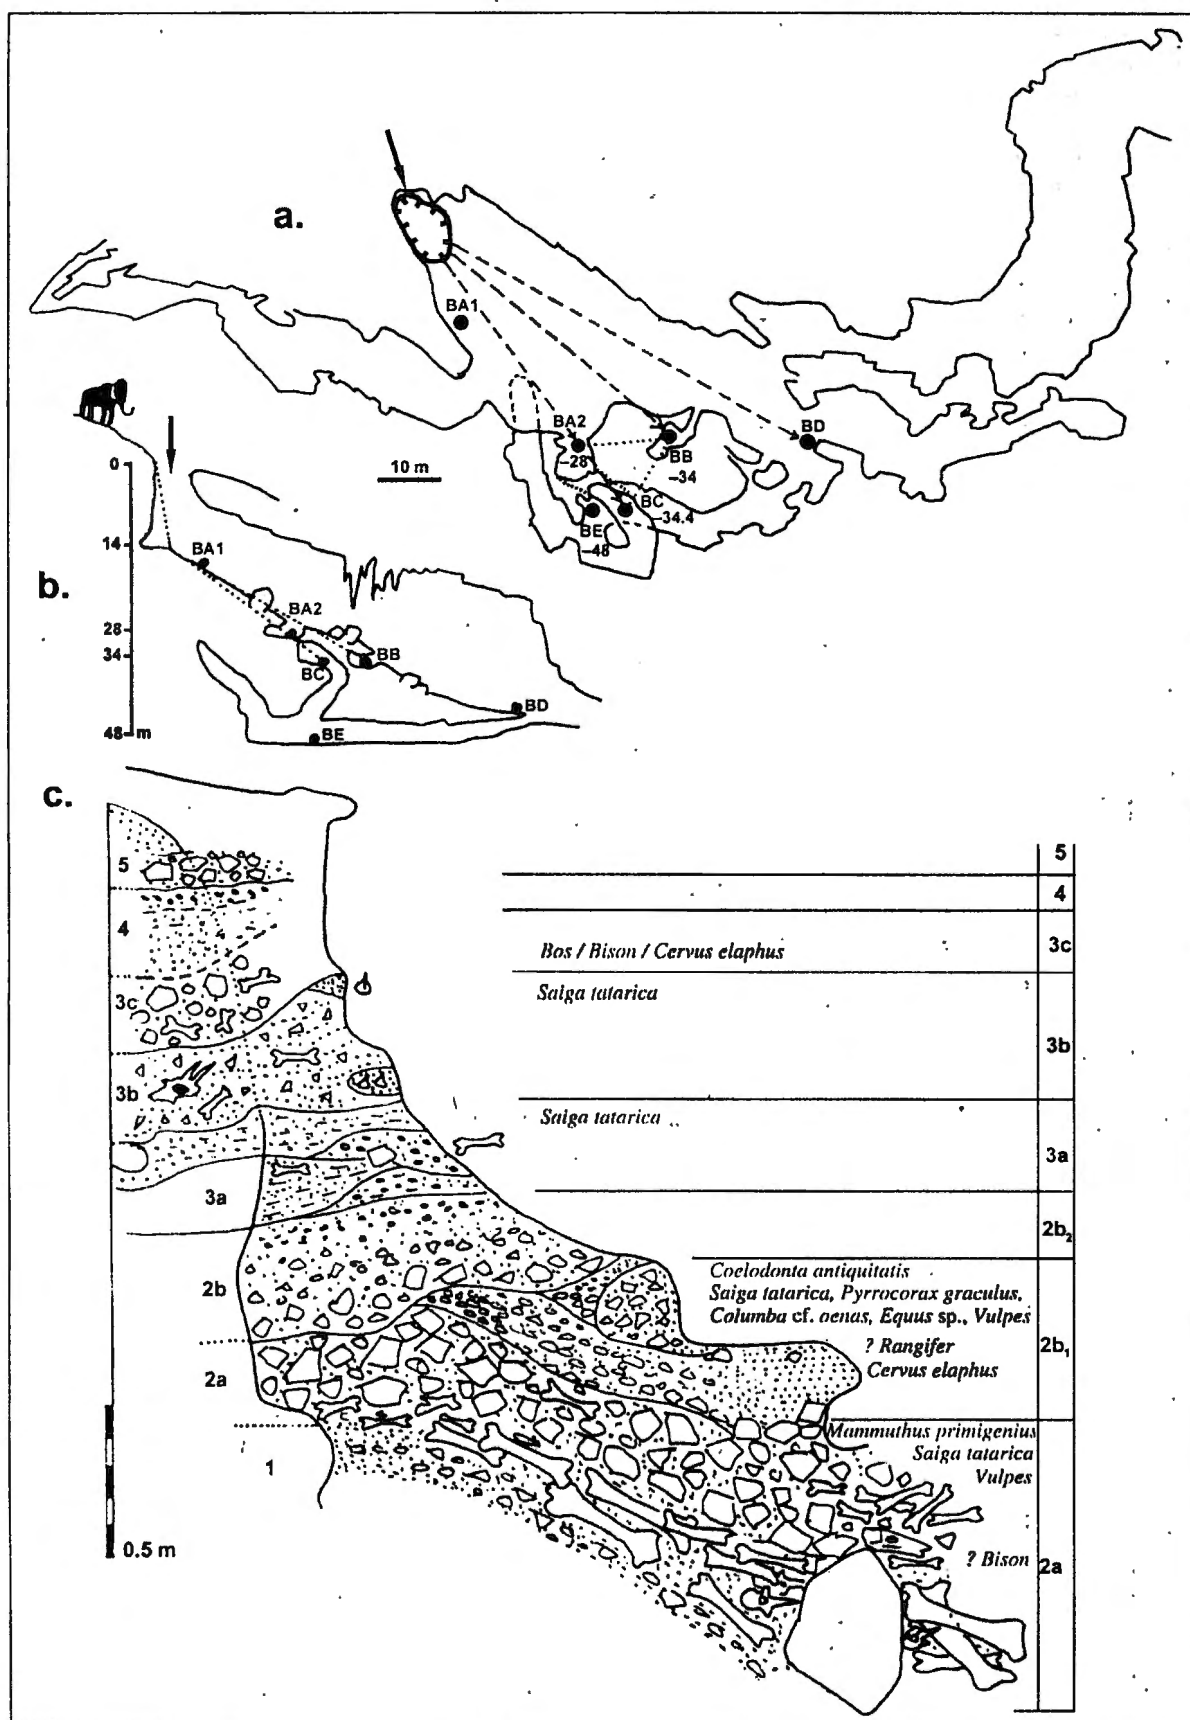 a.
BA1
BA2
–28
BB
–34
BD
BC
–34.4
BE
–48
10 m
b.
0
14
28
34
48 m
BA1
BA2
BC
BB
BD
BE
c.
5
4
3c
3b
3a
2b
2a
1
0.5 m
5
4
Bos / Bison / Cervus elaphus
3c
Saiga tatarica
3b
Saiga tatarica
3a
2b2
Coelodonta antiquitatis
Saiga tatarica, Pyrrocorax graculus,
Columba cf. oenas, Equus sp., Vulpes
? Rangifer
2b1
Cervus elaphus
Mammuthus primigenius
Saiga tatarica
Vulpes
? Bison
2a